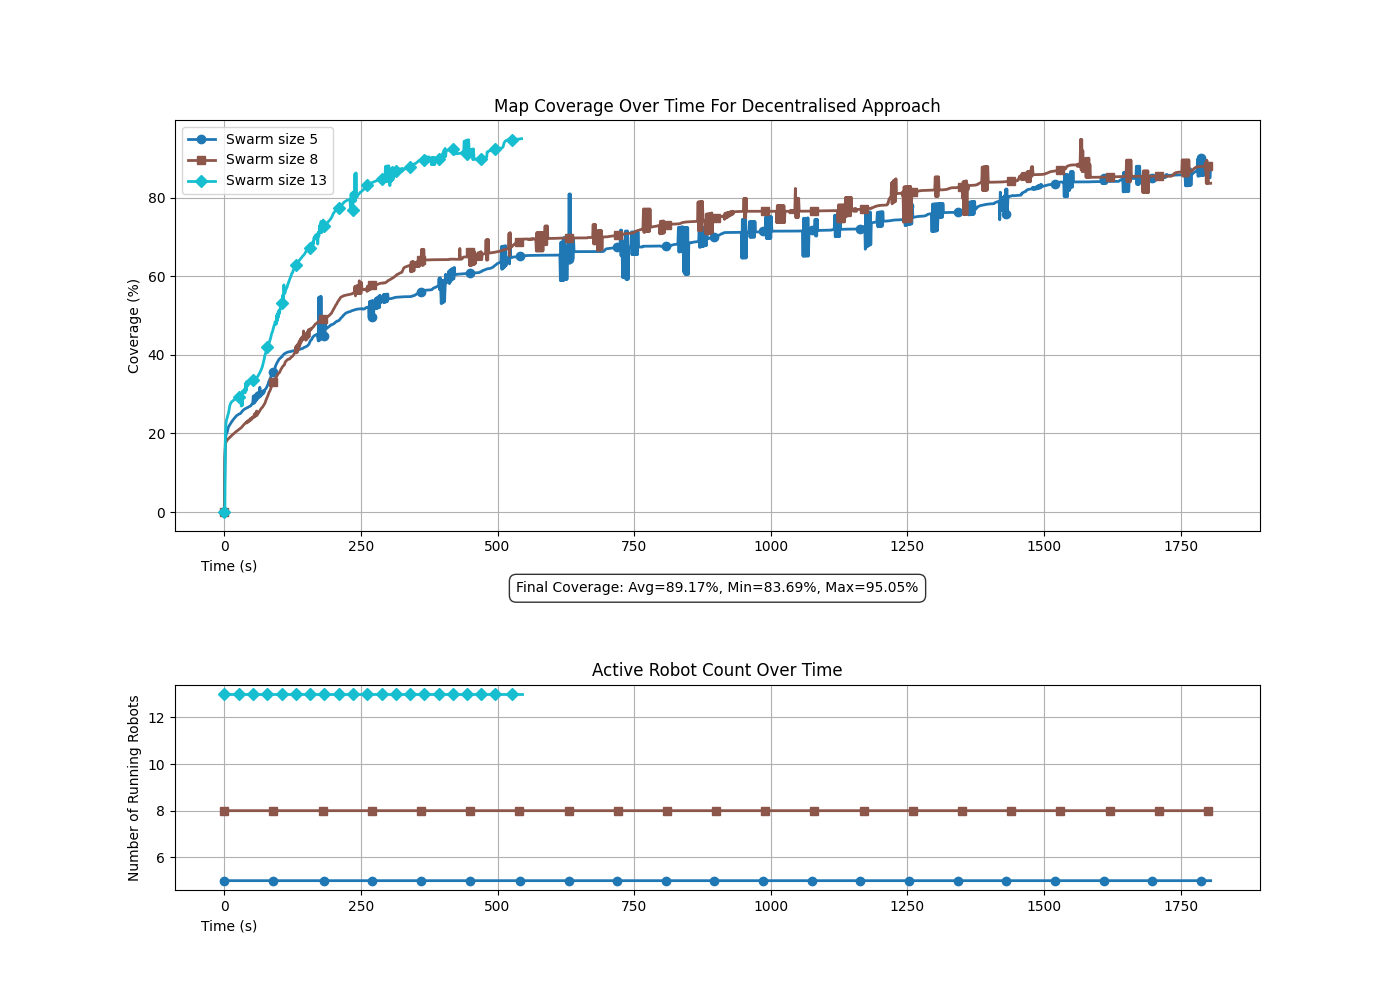 Map Coverage Over Time For Decentralised Approach
Swarm size 5
Swarm size 8
Swarm size 13
Coverage (%)
80
60
40
20
0
0 250 500 750 1000 1250 1500 1750
Time (s)
Final Coverage: Avg=89.17%, Min=83.69%, Max=95.05%
Active Robot Count Over Time
Number of Running Robots
12
10
8
6
0 250 500 750 1000 1250 1500 1750
Time (s)